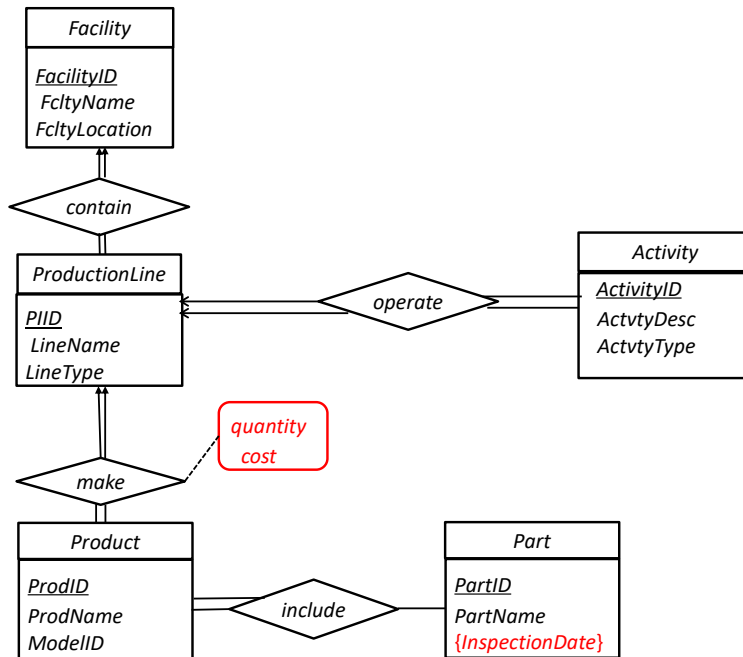 Facility
FacilityID
FcltyName
FcltyLocation
contain
ProductionLine
PIID
LineName
LineType
operate
Activity
ActivityID
ActvtyDesc
ActvtyType
quantity
cost
make
Product
ProdID
ProdName
ModelID
include
Part
PartID
PartName
{InspectionDate}